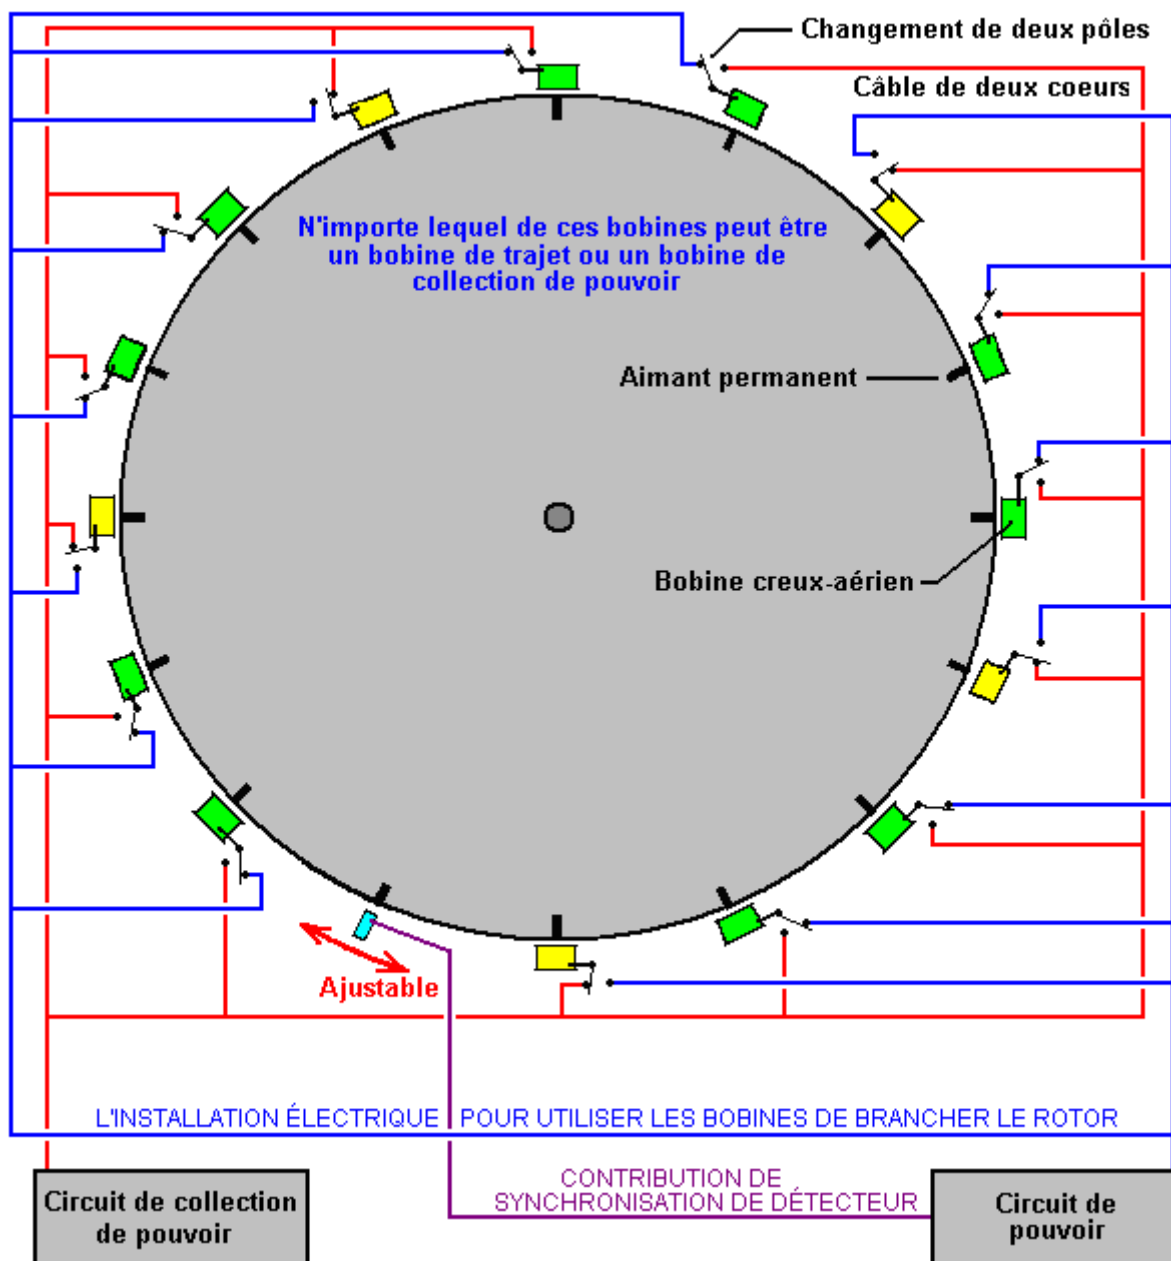 Changement de deux pôles
Câble de deux coeurs
N'importe lequel de ces bobines peut être
un bobine de trajet ou un bobine de
collection de pouvoir
Aimant permanent
Bobine creux-aérien
Ajustable
L'INSTALLATION ÉLECTRIQUE POUR UTILISER LES BOBINES DE BRANCHER LE ROTOR
CONTRIBUTION DE
SYNCHRONISATION DE DÉTECTEUR
Circuit de collection
de pouvoir
Circuit de
pouvoir